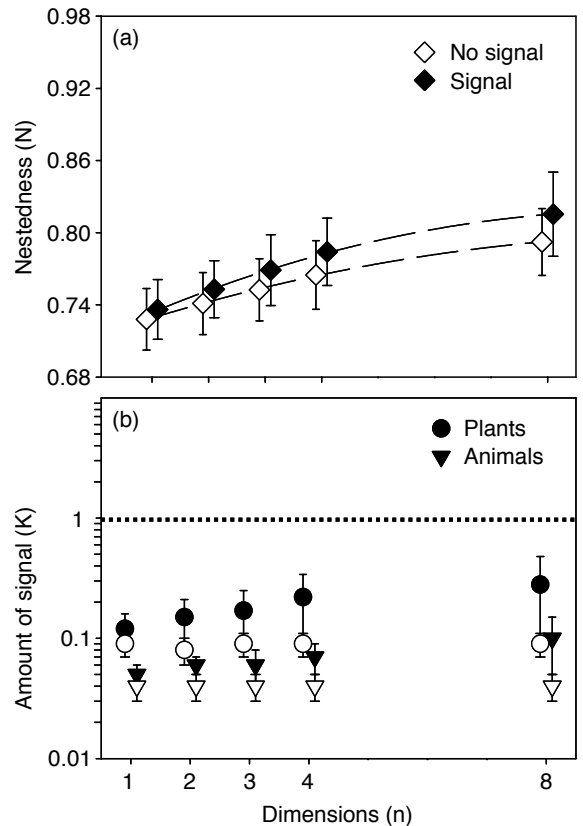 0.98
(a)
No signal
Signal
0.92
0.86
0.80
0.74
0.68
Nestedness (N)
(b)
Plants
Animals
1
0.1
0.01
Amount of signal (K)
1 2 3 4 8
Dimensions (n)